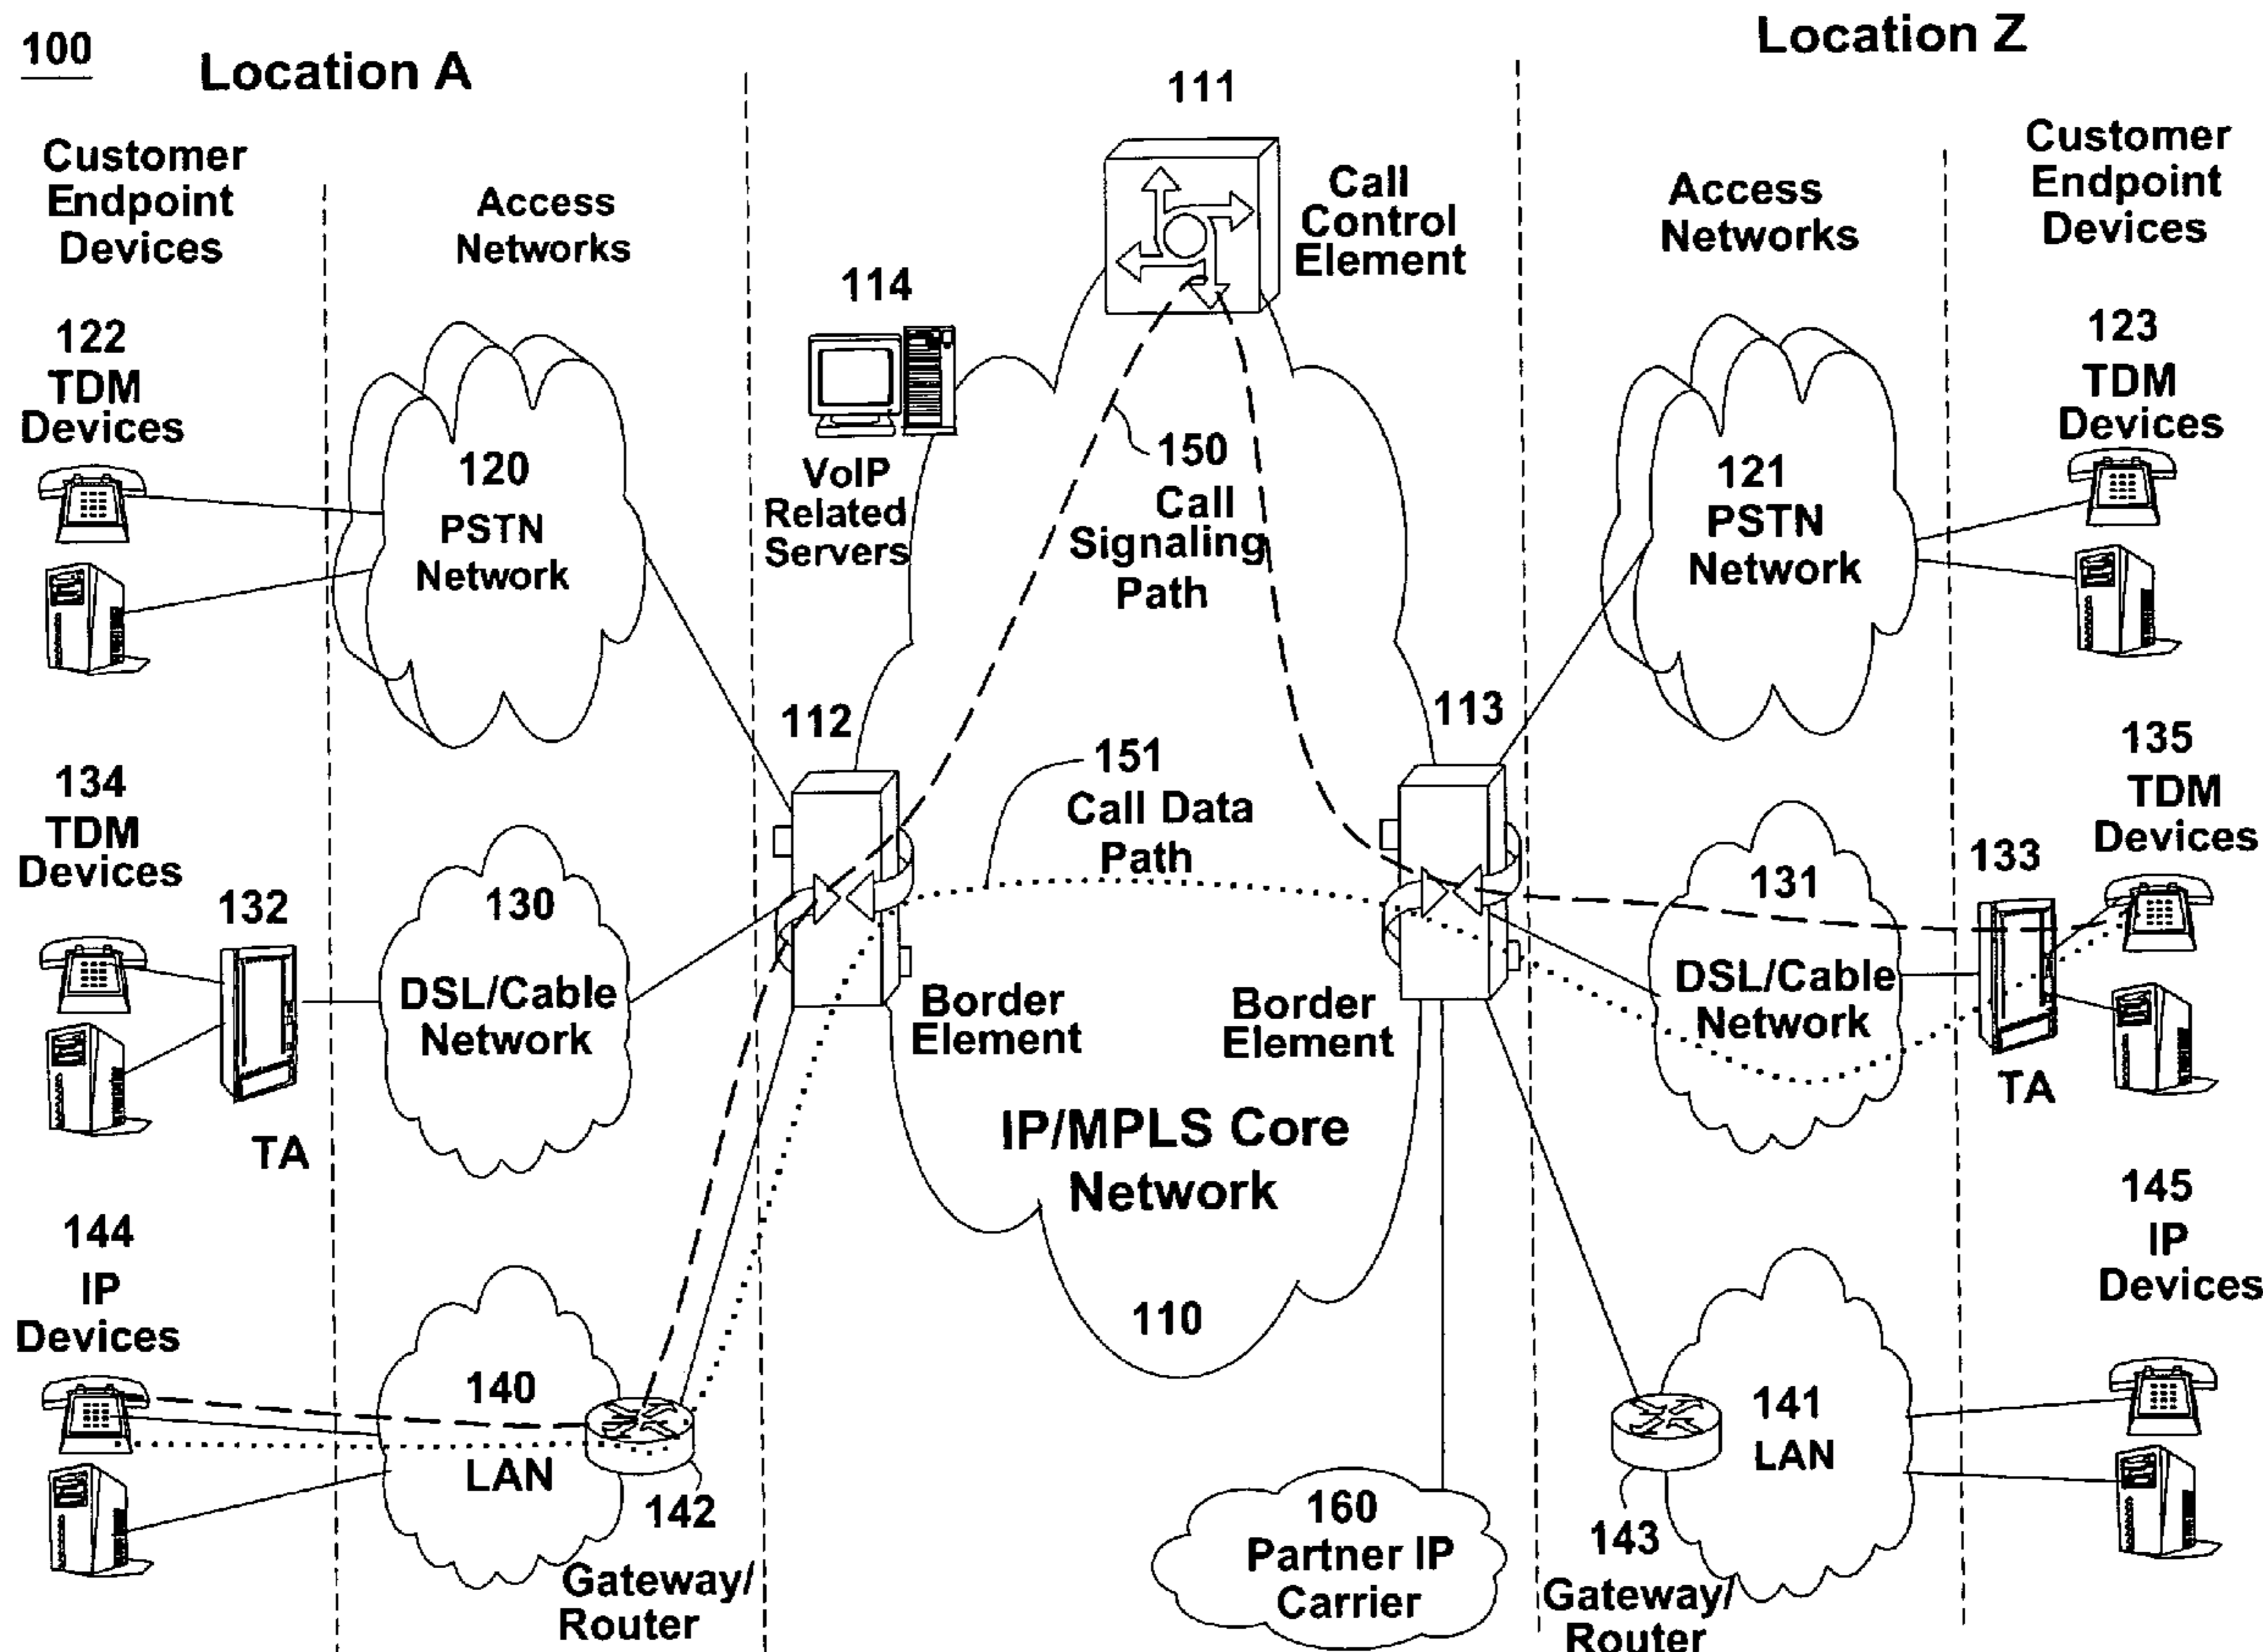 100
Location A
Location Z
Customer
Endpoint
Devices
Access
Networks
111
Call
Control
Element
Access
Networks
Customer
Endpoint
Devices
114
VoIP
Related
Servers
122
TDM
Devices
120
PSTN
Network
150
Call
Signaling
Path
121
PSTN
Network
123
TDM
Devices
112
Border
Element
151
Call Data
Path
113
Border
Element
134
TDM
Devices
132
TA
130
DSL/Cable
Network
131
DSL/Cable
Network
133
TA
135
TDM
Devices
IP/MPLS Core
Network
110
144
IP
Devices
140
LAN
142
Gateway/
Router
160
Partner IP
Carrier
143
Gateway/
Router
141
LAN
145
IP
Devices